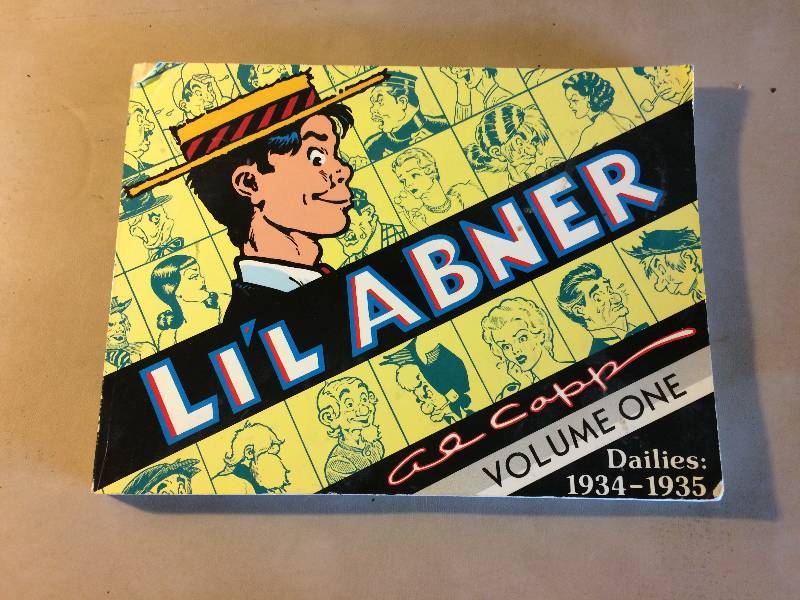 LI'L ABNER
al Capp
VOLUME ONE
Dailies:
1934-1935